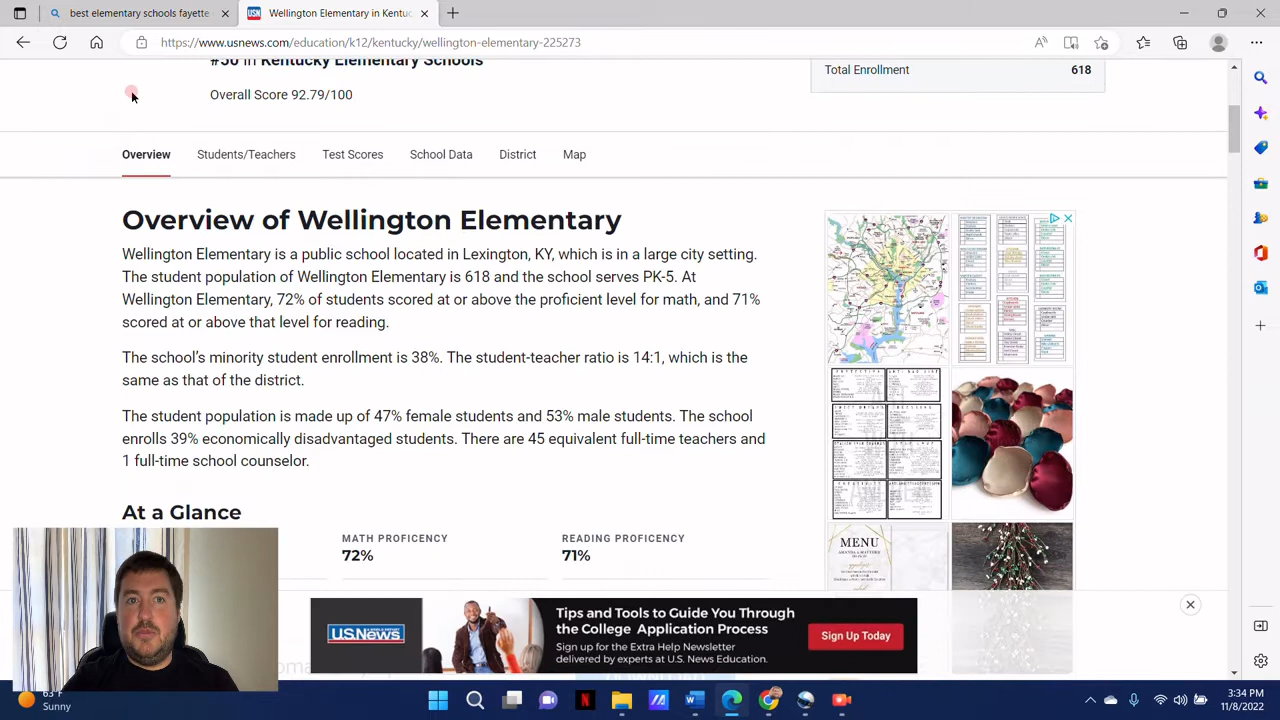 best elementary schools fayette
Wellington Elementary in Kentuc
https://www.usnews.com/education/k12/kentucky/wellington-elementary-225273
#30 in Kentucky Elementary Schools
Overall Score 92.79/100
Total Enrollment 618
Overview Students/Teachers Test Scores School Data District Map
Overview of Wellington Elementary
Wellington Elementary is a public school located in Lexington, KY, which is in a large city setting.
The student population of Wellington Elementary is 618 and the school serves PK-5. At
Wellington Elementary, 72% of students scored at or above the proficient level for math, and 71%
scored at or above that level for reading.
The school's minority student enrollment is 38%. The student-teacher ratio is 14:1, which is the
same as that of the district.
The student population is made up of 47% female students and 53% male students. The school
enrolls 39% economically disadvantaged students. There are 45 equivalent full-time teachers and
1 full-time school counselor.
At a Glance
MATH PROFICENCY READING PROFICENCY
72% 71%
MENU
U.S.News
Tips and Tools to Guide You Through
the College Application Process
Sign up for the Extra Help Newsletter
delivered by experts at U.S. News Education.
Sign Up Today
63°F
Sunny
3:34 PM
11/8/2022